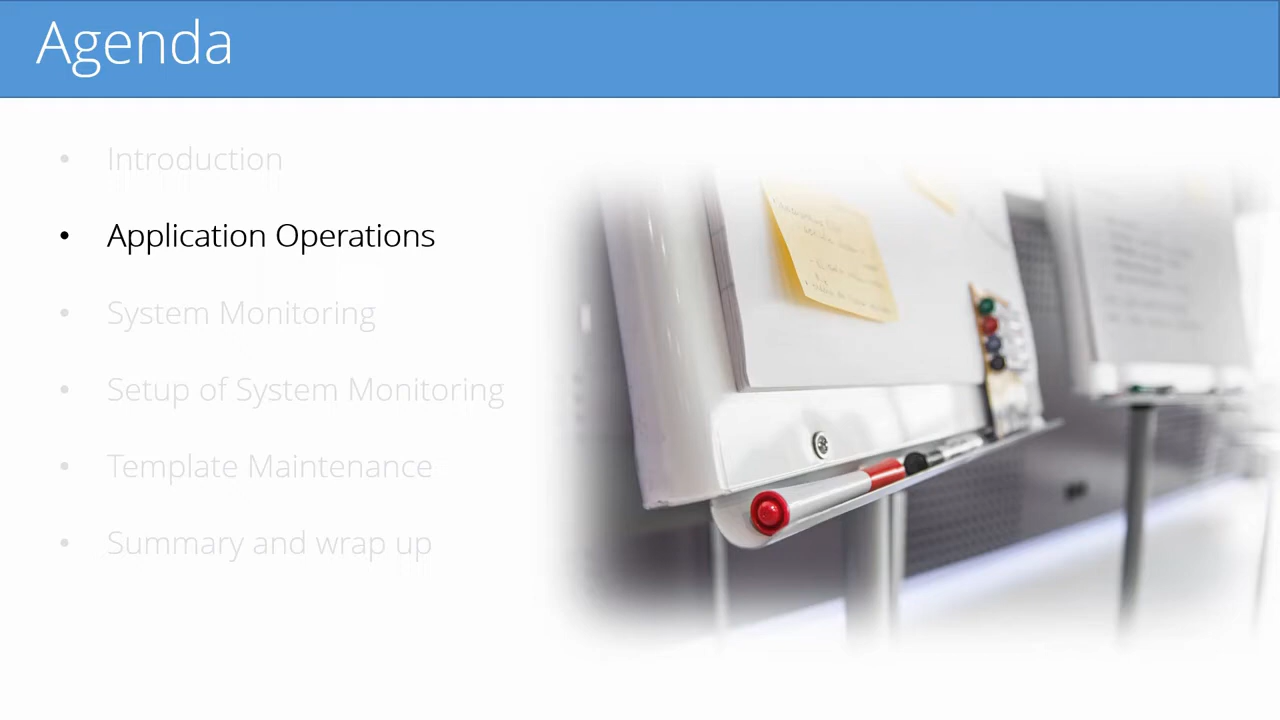 Agenda
• Introduction
• Application Operations
• System Monitoring
• Setup of System Monitoring
• Template Maintenance
• Summary and wrap up